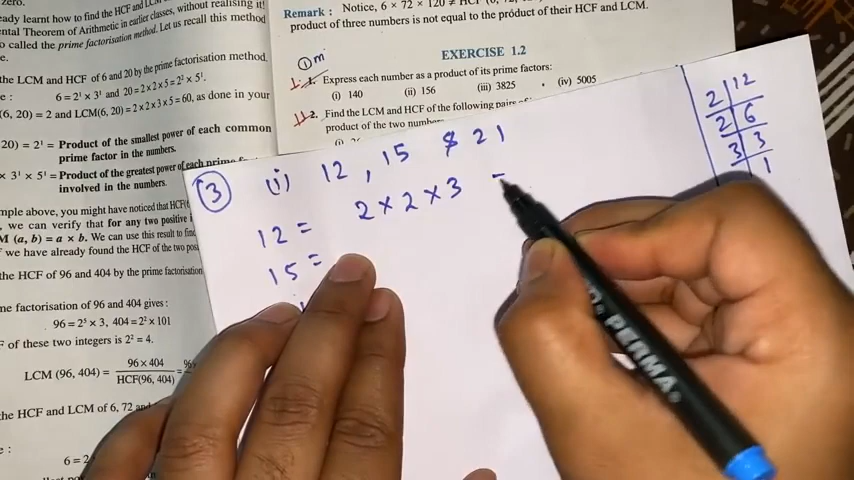 zero.
eady learnt how to find the HCF and LCM
ental Theorem of Arithmetic in earlier classes, without realising it!
o called the prime factorisation method. Let us recall this method
the LCM and HCF of 6 and 20 by the prime factorisation method.
e : 6 = 2¹ × 3¹ and 20 = 2 × 2 × 5 = 2² × 5¹.
(6, 20) = 2 and LCM(6, 20) = 2 × 2 × 3 × 5 = 60, as done in your
20) = 2¹ = Product of the smallest power of each common
prime factor in the numbers.
× 3¹ × 5¹ = Product of the greatest power of each prime
involved in the numbers.
mple above, you might have noticed that HCF(
, we can verify that for any two positive i
M (a, b) = a × b. We can use this result to find
f we have already found the HCF of the two pos
the HCF of 96 and 404 by the prime factorisation
me factorisation of 96 and 404 gives :
96 = 2⁵ × 3, 404 = 2² × 101
F of these two integers is 2² = 4.
LCM (96, 404) = 96 × 404 / HCF(96, 404) = 96
the HCF and LCM of 6, 72 and
e :
6 = 2
Remark : Notice, 6 × 72 × 120 ≠ HCF (6,
product of three numbers is not equal to the product of their HCF and LCM.
1m
EXERCISE 1.2
1. Express each number as a product of its prime factors:
(i) 140 (ii) 156 (iii) 3825 (iv) 5005
2. Find the LCM and HCF of the following pairs of
product of the two numbers
3 (i) 12, 15 & 21
12 = 2×2×3 -
15 =
2 12
2 6
3 3
1
PERMA